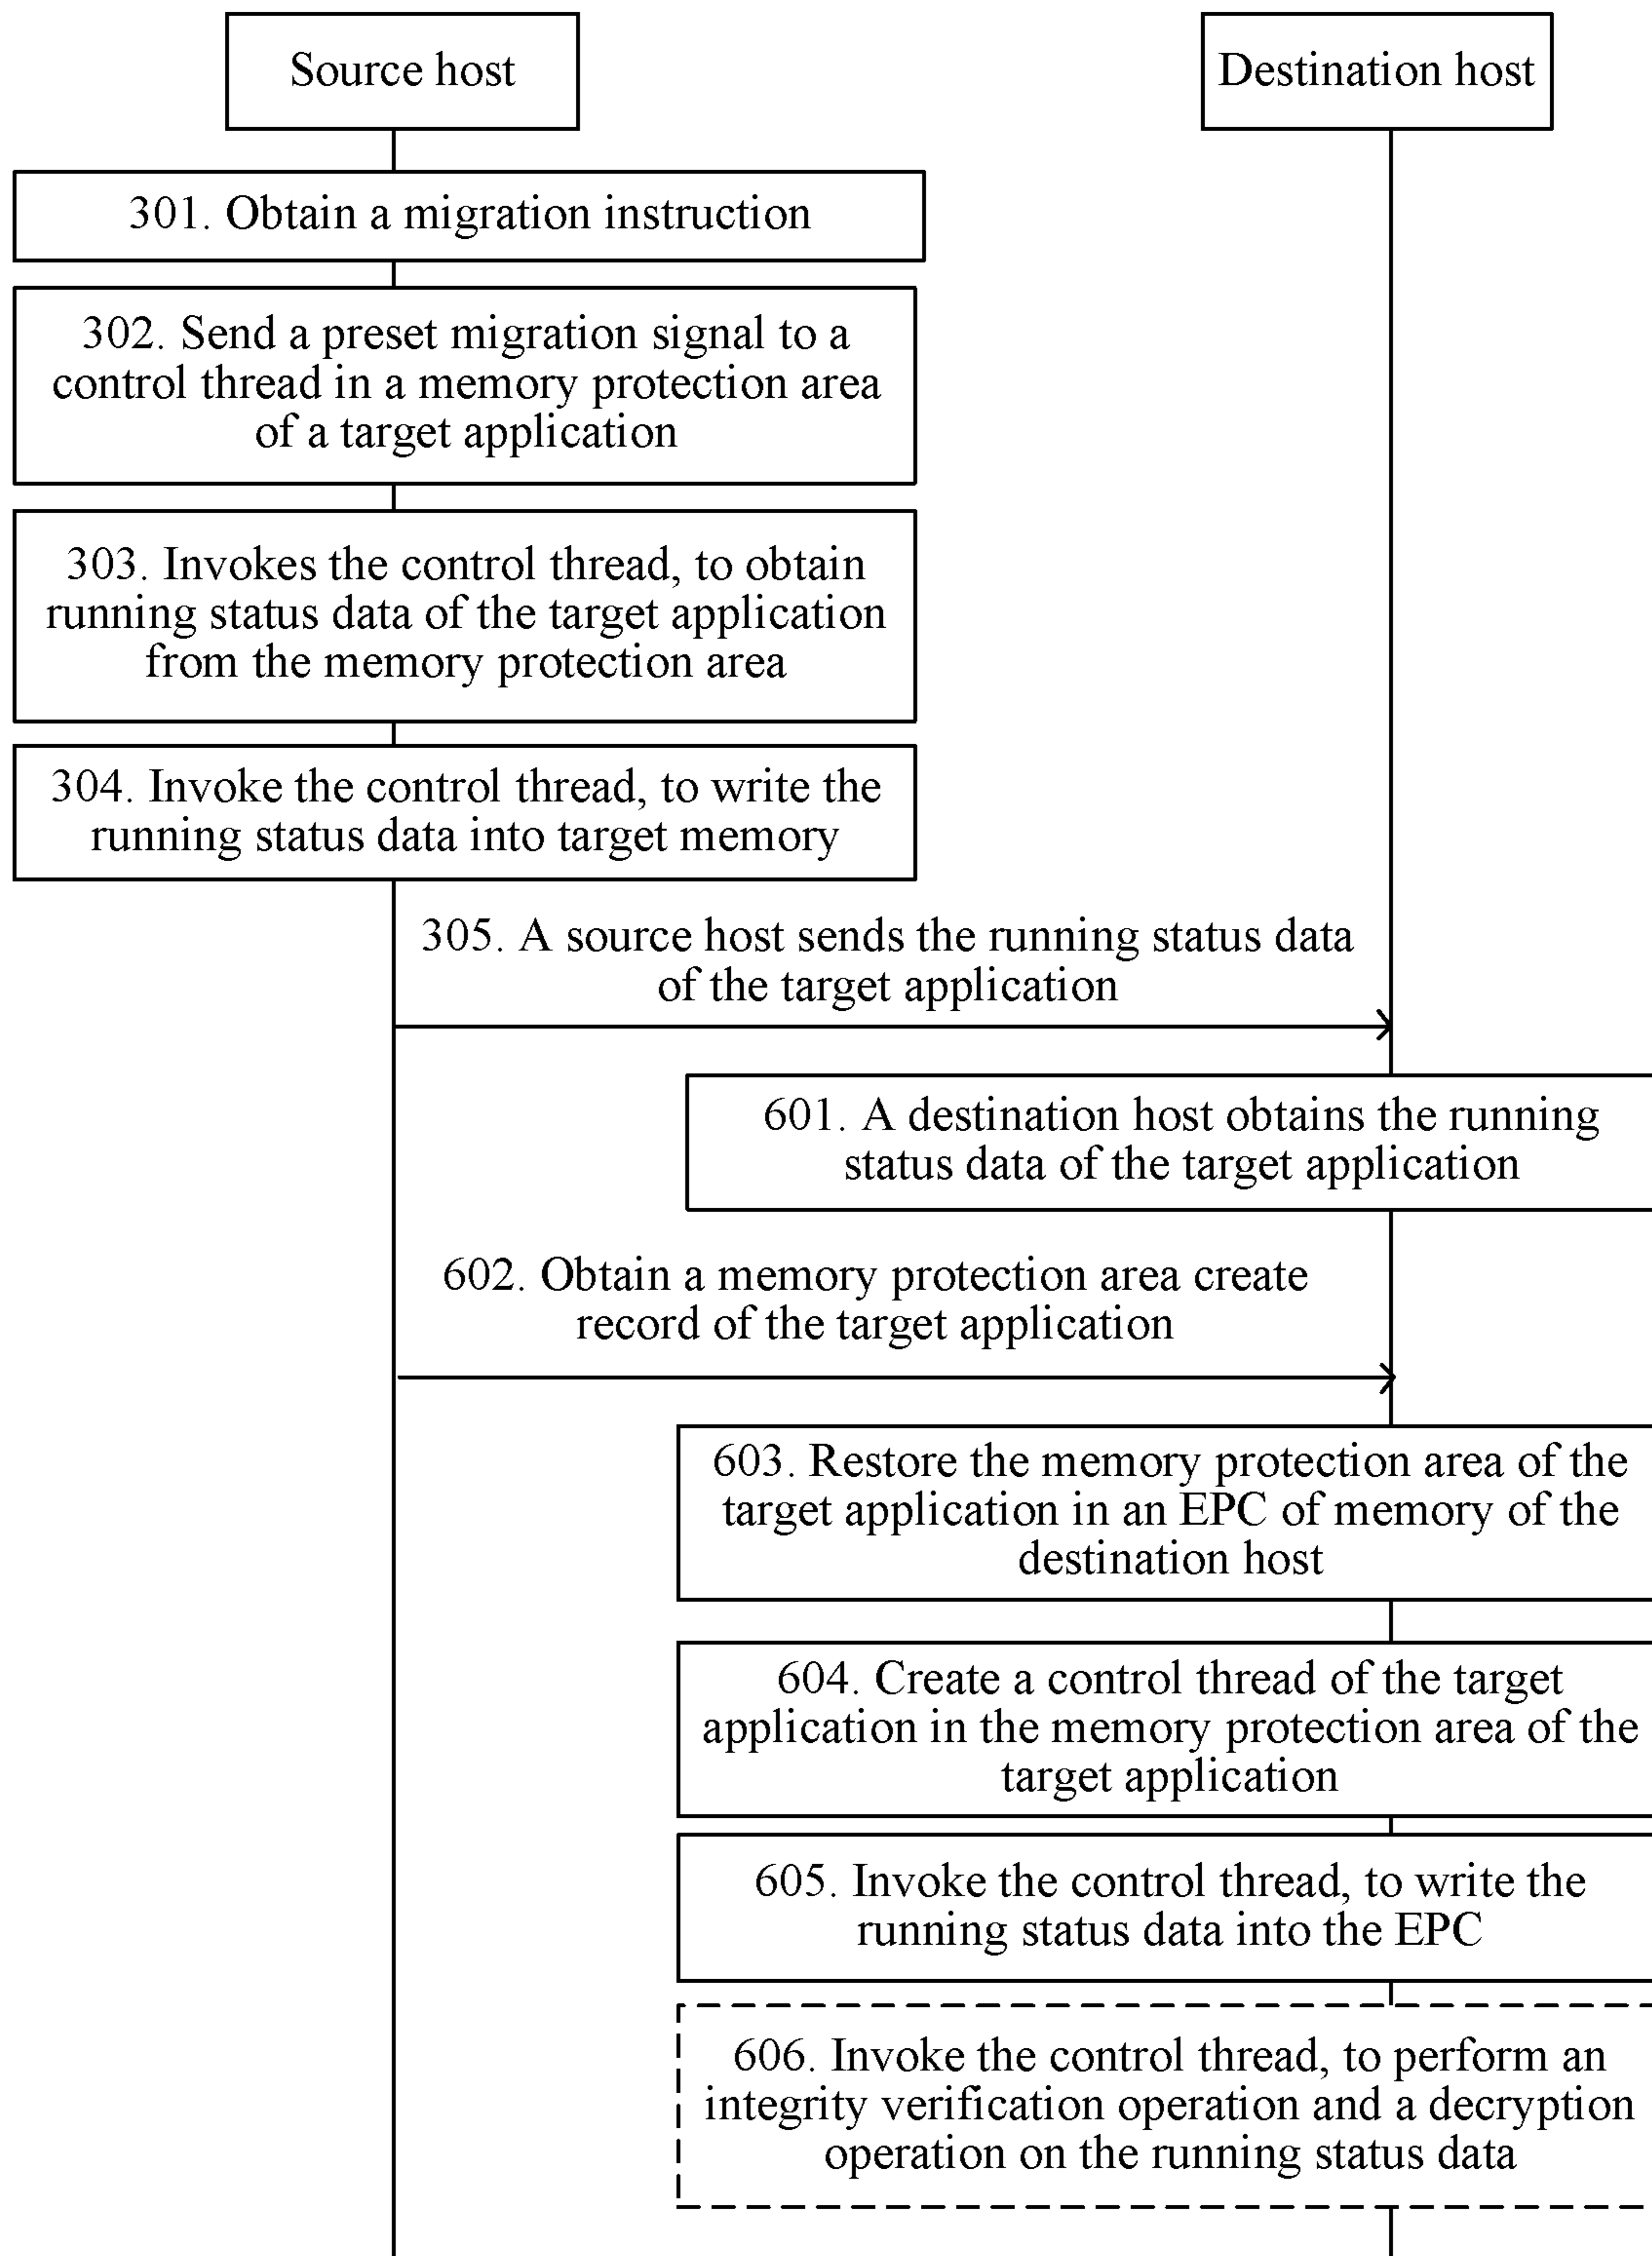 Source host
Destination host
301. Obtain a migration instruction
302. Send a preset migration signal to a
control thread in a memory protection area
of a target application
303. Invokes the control thread, to obtain
running status data of the target application
from the memory protection area
304. Invoke the control thread, to write the
running status data into target memory
305. A source host sends the running status data
of the target application
601. A destination host obtains the running
status data of the target application
602. Obtain a memory protection area create
record of the target application
603. Restore the memory protection area of the
target application in an EPC of memory of the
destination host
604. Create a control thread of the target
application in the memory protection area of the
target application
605. Invoke the control thread, to write the
running status data into the EPC
606. Invoke the control thread, to perform an
integrity verification operation and a decryption
operation on the running status data